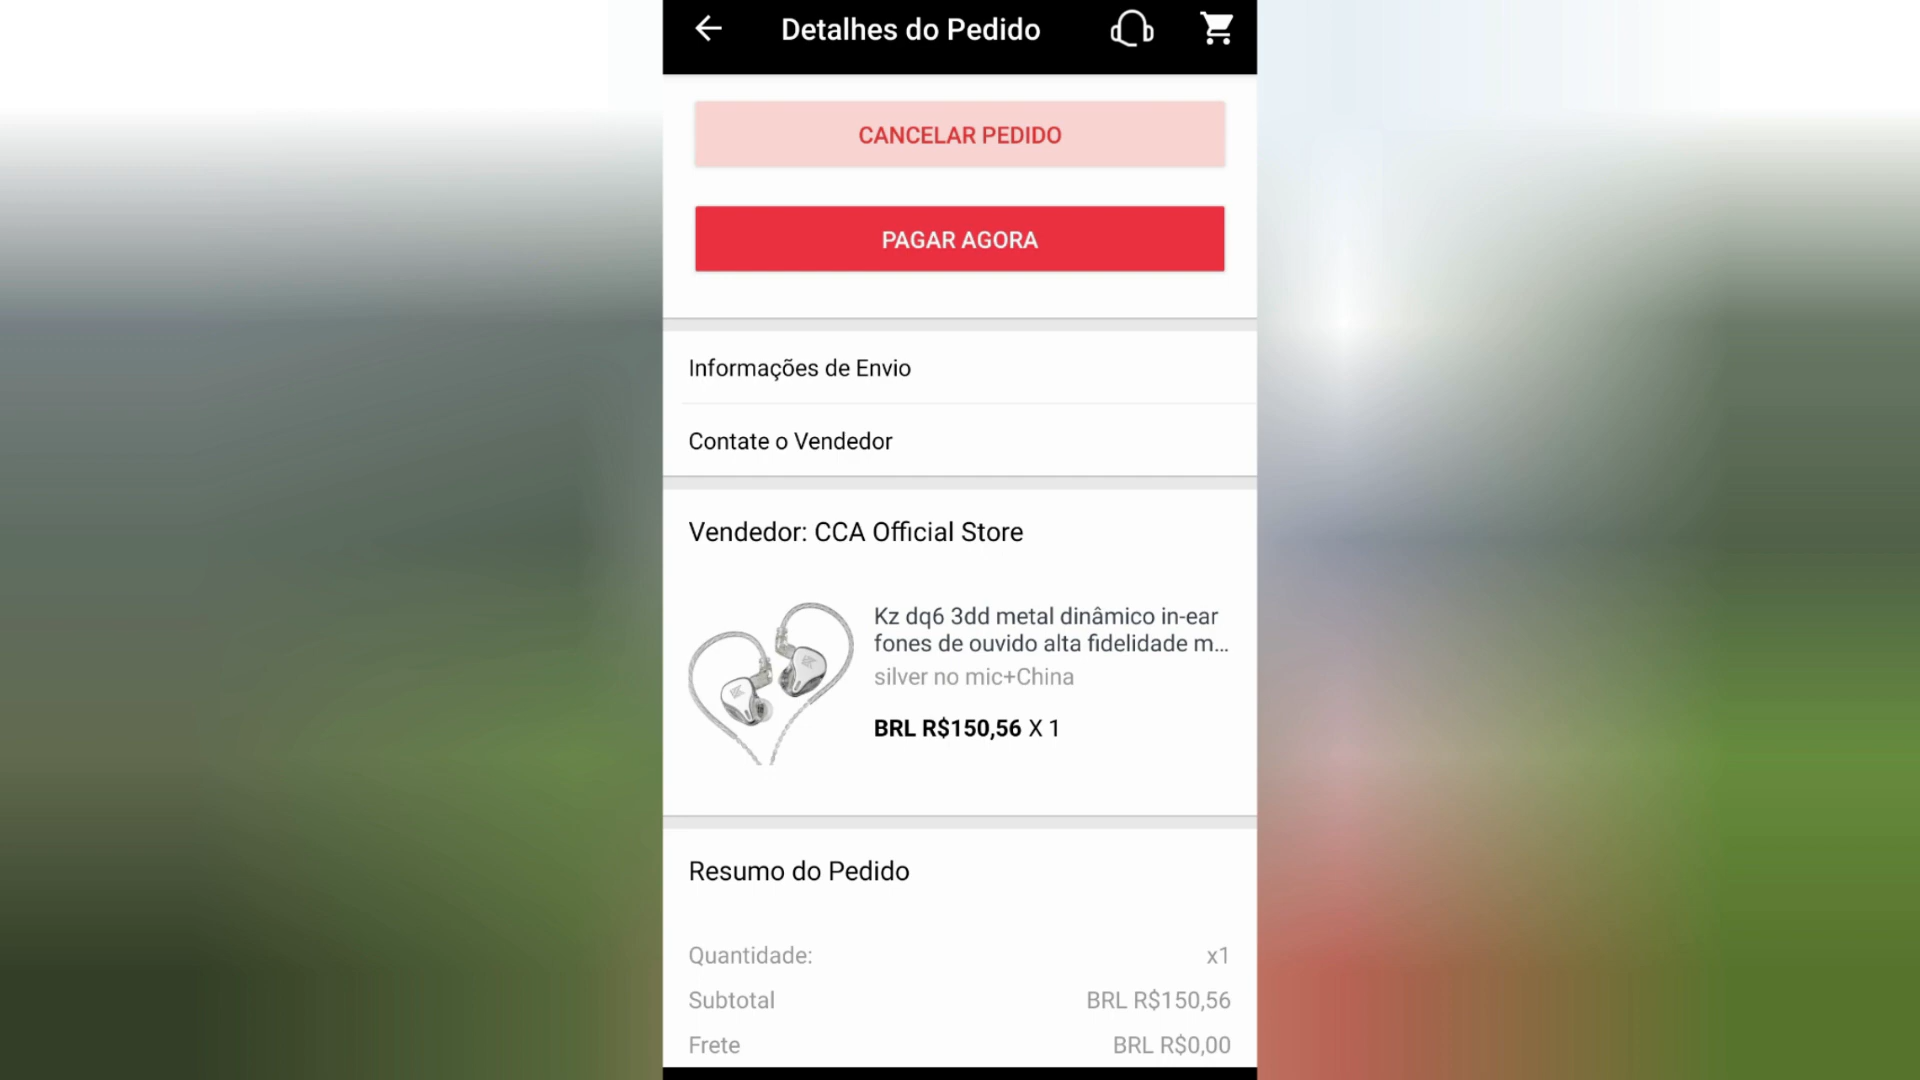 Detalhes do Pedido
CANCELAR PEDIDO
PAGAR AGORA
Informações de Envio
Contate o Vendedor
Vendedor: CCA Official Store
Kz dq6 3dd metal dinâmico in-ear
fones de ouvido alta fidelidade m...
silver no mic+China
BRL R$150,56 X 1
Resumo do Pedido
Quantidade: x1
Subtotal BRL R$150,56
Frete BRL R$0,00